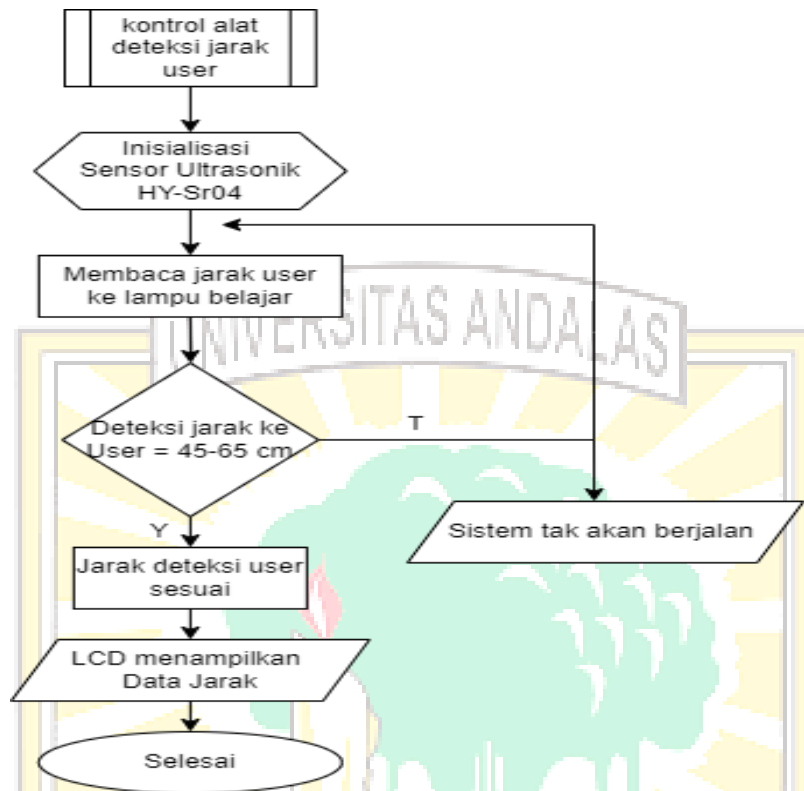 kontrol alat
deteksi jarak
user
Inisialisasi
Sensor Ultrasonik
HY-Sr04
Membaca jarak user
ke lampu belajar
UNIVERSITAS ANDALAS
Deteksi jarak ke
User = 45-65 cm
T
Sistem tak akan berjalan
Y
Jarak deteksi user
sesuai
LCD menampilkan
Data Jarak
Selesai